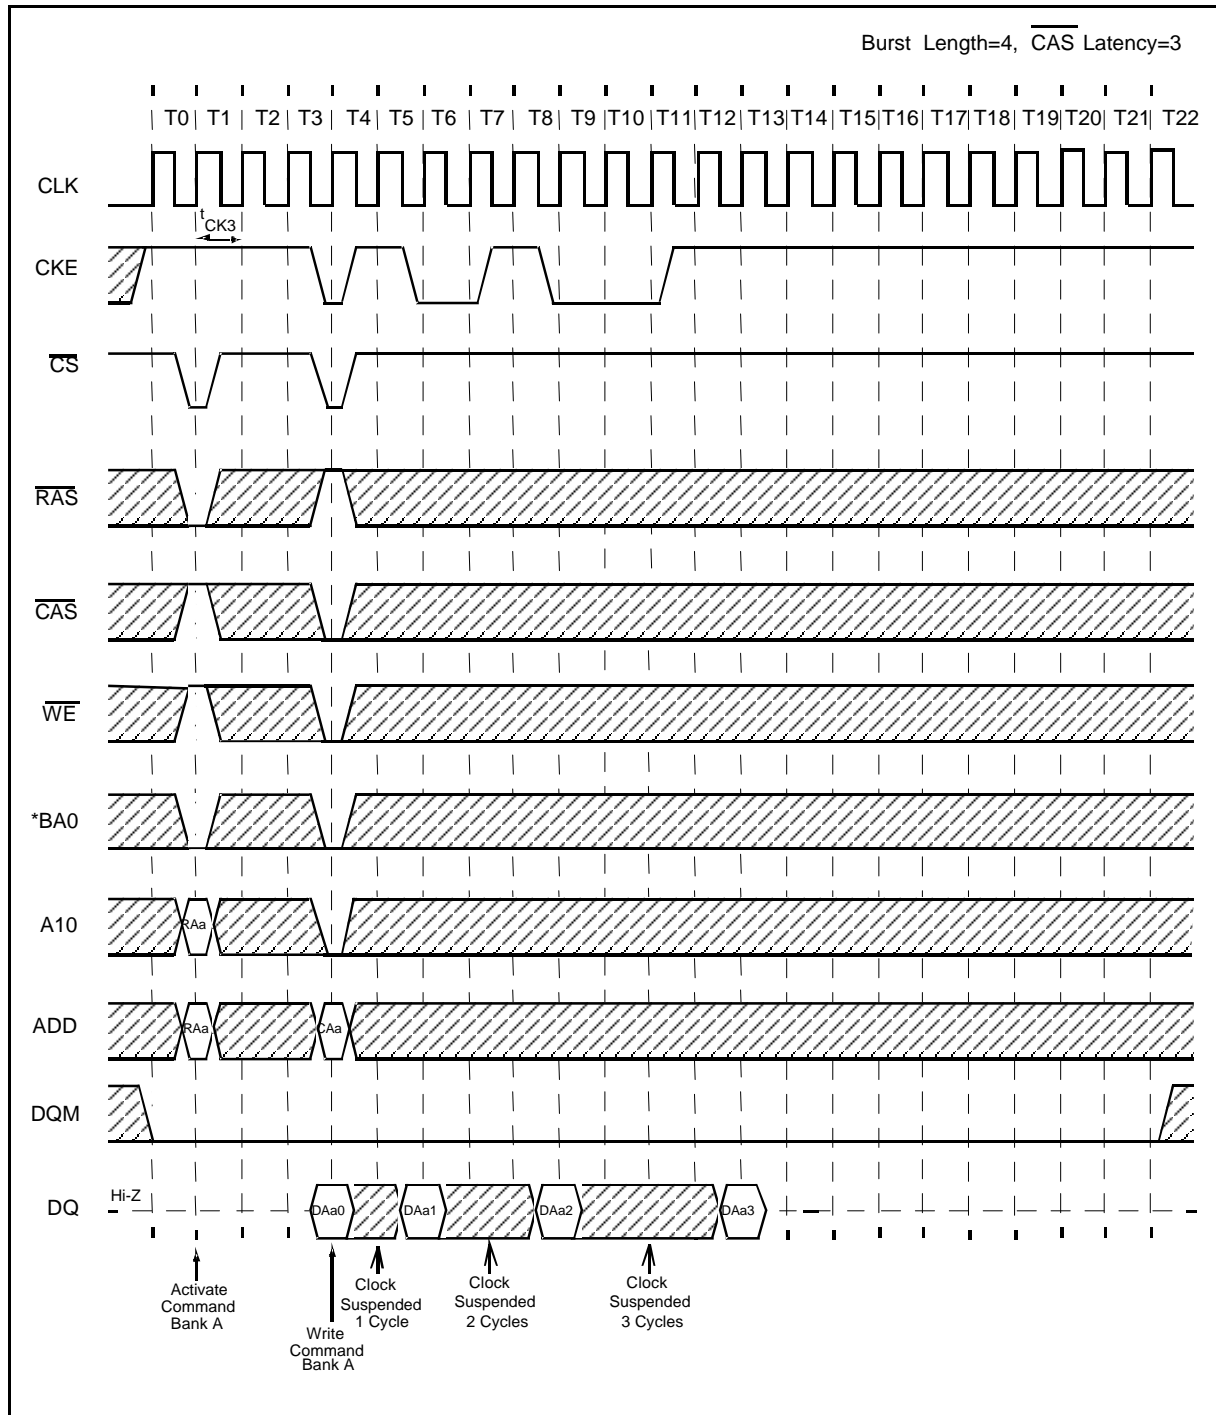 Burst Length=4, CAS Latency=3
T0 T1 T2 T3 T4 T5 T6 T7 T8 T9 T10 T11 T12 T13 T14 T15 T16 T17 T18 T19 T20 T21 T22
CLK
tCK3
CKE
CS
RAS
CAS
WE
*BA0
A10
RAa
ADD
RAa CAa
DQM
DQ
Hi-Z
DAa0 DAa1 DAa2 DAa3
Activate
Command
Bank A
Write
Command
Bank A
Clock
Suspended
1 Cycle
Clock
Suspended
2 Cycles
Clock
Suspended
3 Cycles